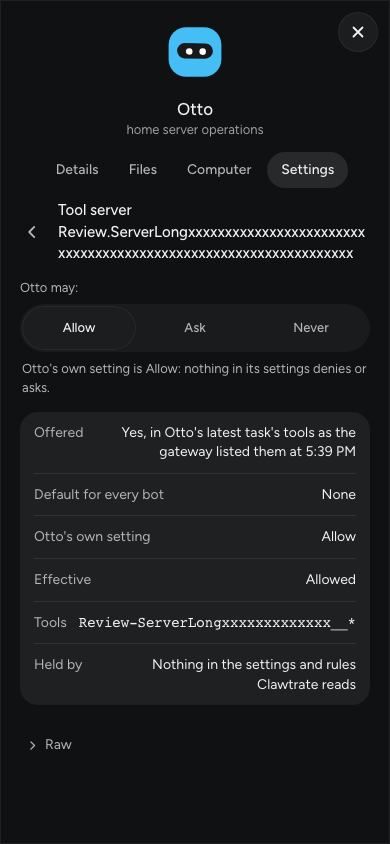 Otto
home server operations
Details Files Computer Settings
Tool server
Review.ServerLongxxxxxxxxxxxxxxxxxxxxxxxx
xxxxxxxxxxxxxxxxxxxxxxxxxxxxxxxxxxxxxxxx
Otto may:
Allow Ask Never
Otto's own setting is Allow: nothing in its settings denies or
asks.
Offered Yes, in Otto's latest task's tools as the
gateway listed them at 5:39 PM
Default for every bot None
Otto's own setting Allow
Effective Allowed
Tools Review-ServerLongxxxxxxxxxxxxx__*
Held by Nothing in the settings and rules
Clawtrate reads
Raw